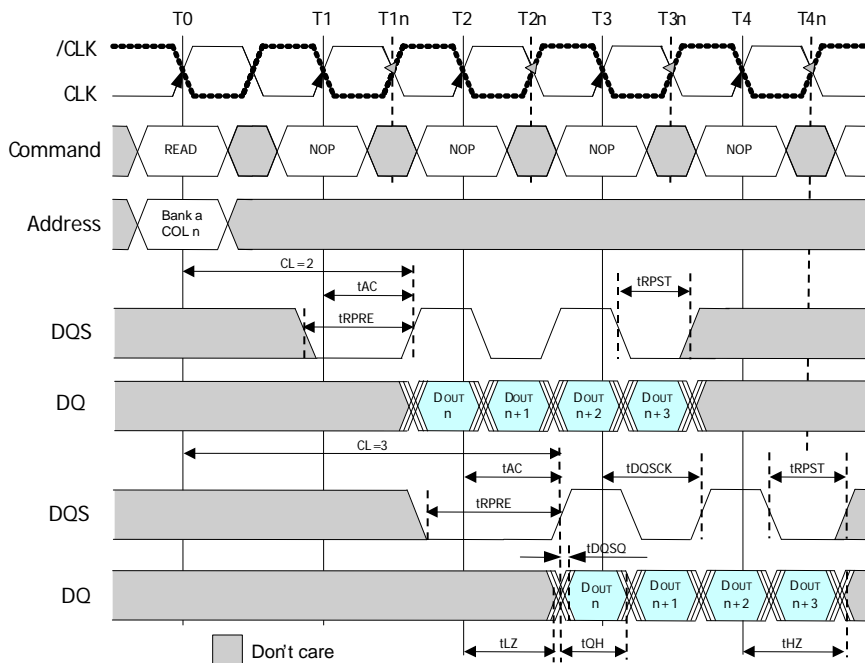 T0 T1 T1n T2 T2n T3 T3n T4 T4n
/CLK
CLK
Command READ NOP NOP NOP NOP
Address Bank a
COL n
CL=2
tAC
tRPRE
tRPST
DQS
DQ DOUT n DOUT n+1 DOUT n+2 DOUT n+3
CL=3
tAC
tDQSCK
tRPST
tRPRE
DQS
tDQSQ
DQ DOUT n DOUT n+1 DOUT n+2 DOUT n+3
tLZ tQH tHZ
Don't care